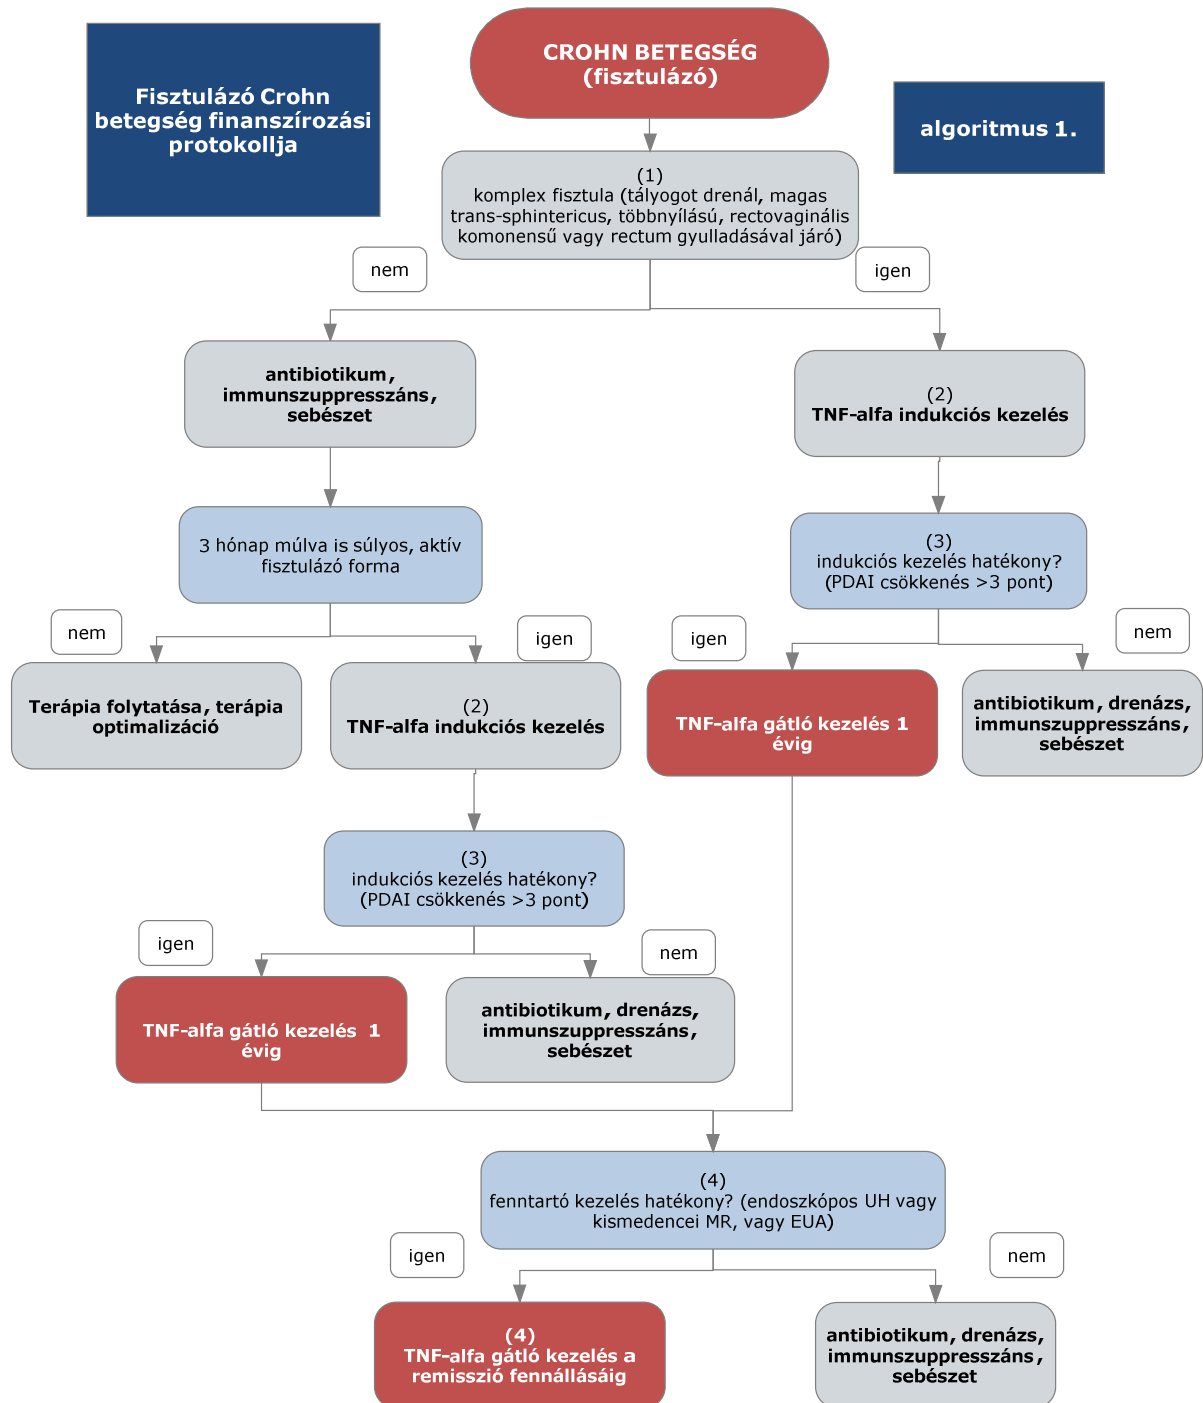 Fisztulázó Crohn
betegség finanszírozási
protokollja
CROHN BETEGSÉG
(fisztulázó)
algoritmus 1.
(1)
komplex fisztula (tályogot drenál, magas
trans-sphintericus, többnyílású, rectovaginális
komonensű vagy rectum gyulladásával járó)
nem
igen
antibiotikum,
immunszuppresszáns,
sebészet
(2)
TNF-alfa indukciós kezelés
3 hónap múlva is súlyos, aktív
fisztulázó forma
(3)
indukciós kezelés hatékony?
(PDAI csökkenés >3 pont)
nem
igen
igen
nem
Terápia folytatása, terápia
optimalizáció
(2)
TNF-alfa indukciós kezelés
TNF-alfa gátló kezelés 1
évig
antibiotikum, drenázs,
immunszuppresszáns,
sebészet
(3)
indukciós kezelés hatékony?
(PDAI csökkenés >3 pont)
igen
nem
TNF-alfa gátló kezelés 1
évig
antibiotikum, drenázs,
immunszuppresszáns,
sebészet
(4)
fenntartó kezelés hatékony? (endoszkópos UH vagy
kismedencei MR, vagy EUA)
igen
nem
(4)
TNF-alfa gátló kezelés a
remisszió fennállásáig
antibiotikum, drenázs,
immunszuppresszáns,
sebészet